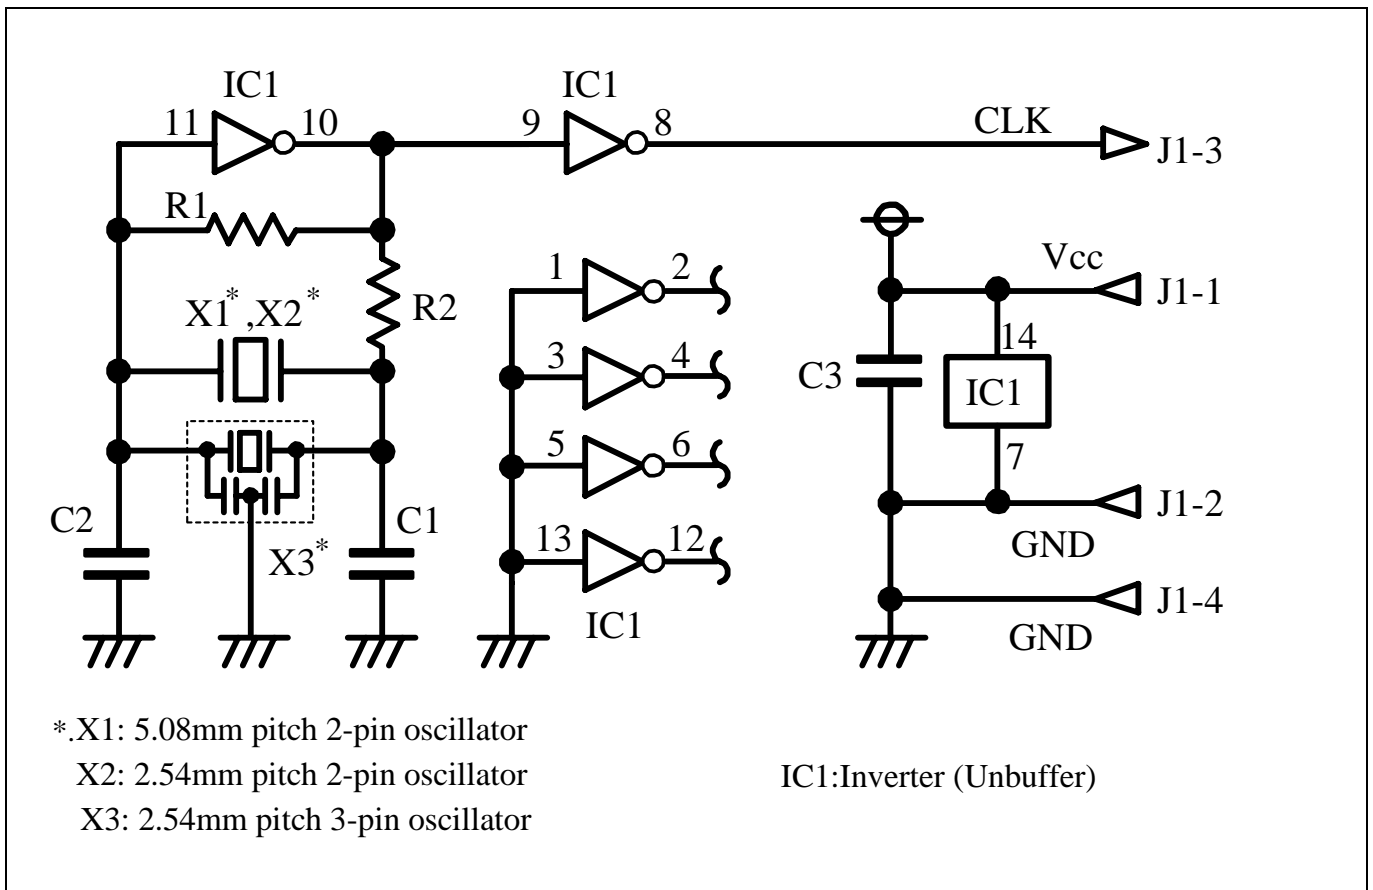 IC1
IC1
11
10
9
8
CLK
J1-3
R1
1
2
Vcc
X1* ,X2*
R2
J1-1
3
4
14
C3
IC1
5
6
7
C2
C1
J1-2
X3*
13
12
GND
IC1
J1-4
GND
*.X1: 5.08mm pitch 2-pin oscillator
X2: 2.54mm pitch 2-pin oscillator
IC1:Inverter (Unbuffer)
X3: 2.54mm pitch 3-pin oscillator